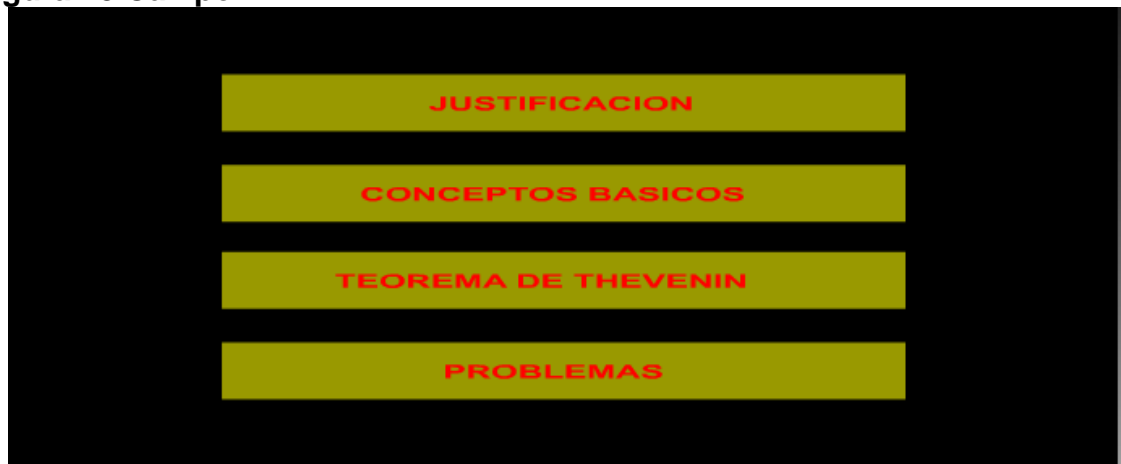 JUSTIFICACION
CONCEPTOS BASICOS
TEOREMA DE THEVENIN
PROBLEMAS